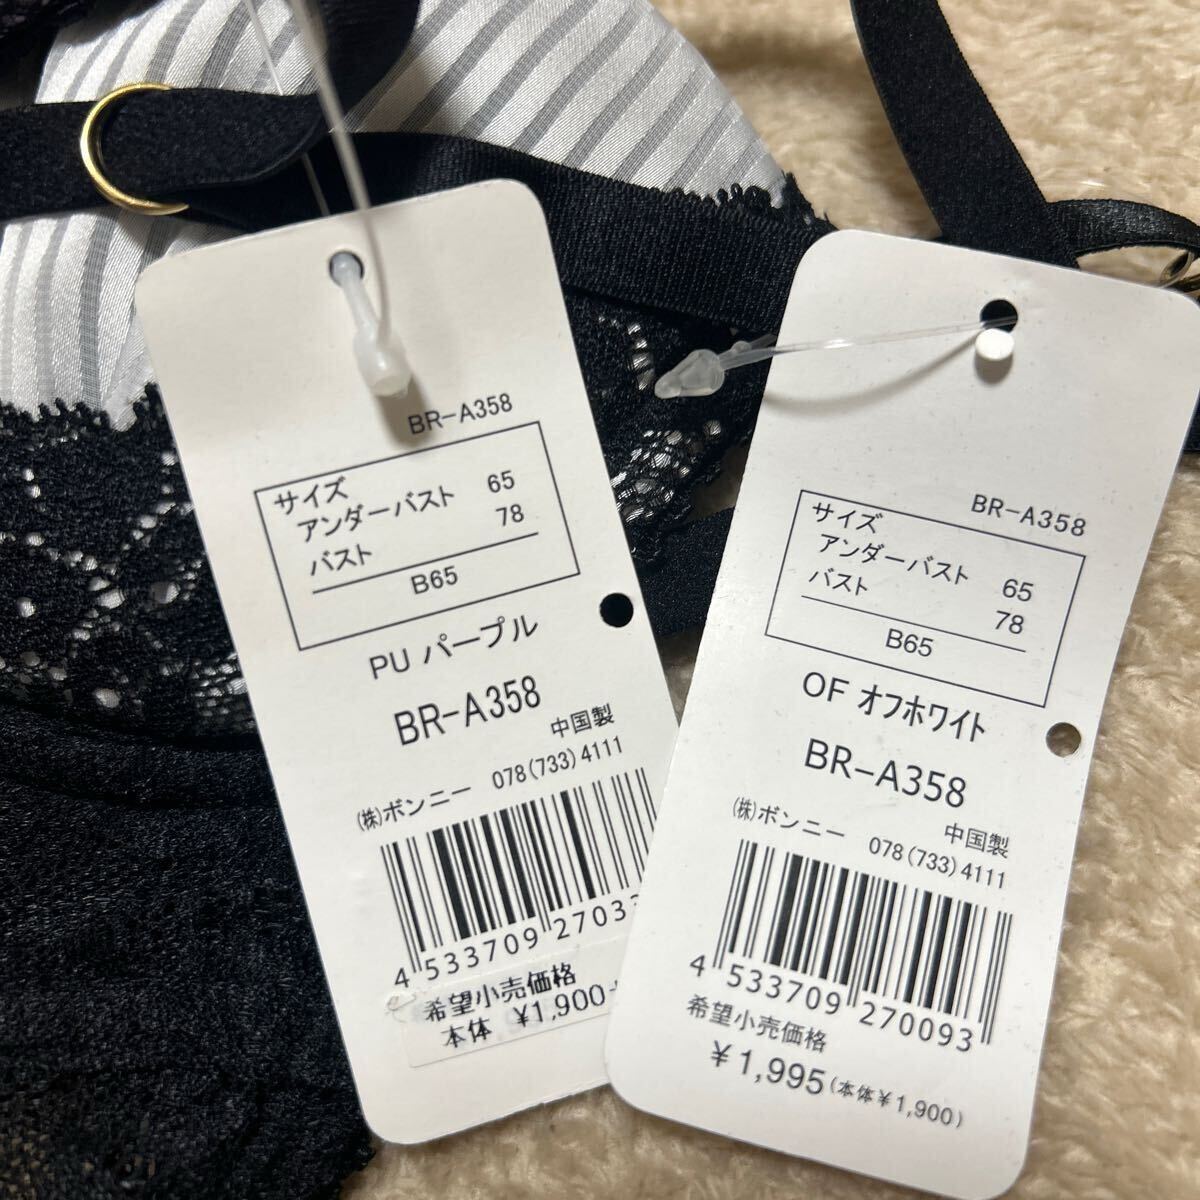 BR-A358
サイズ
アンダーバスト 65
バスト 78
B65
PU パープル
BR-A358
中国製
(株)ボンニー 078(733)4111
4 533709 2703
希望小売価格
本体 ¥1,900+
BR-A358
サイズ
アンダーバスト 65
バスト 78
B65
OF オフホワイト
BR-A358
中国製
(株)ボンニー 078(733)4111
4 533709 270093
希望小売価格
¥1,995(本体¥1,900)